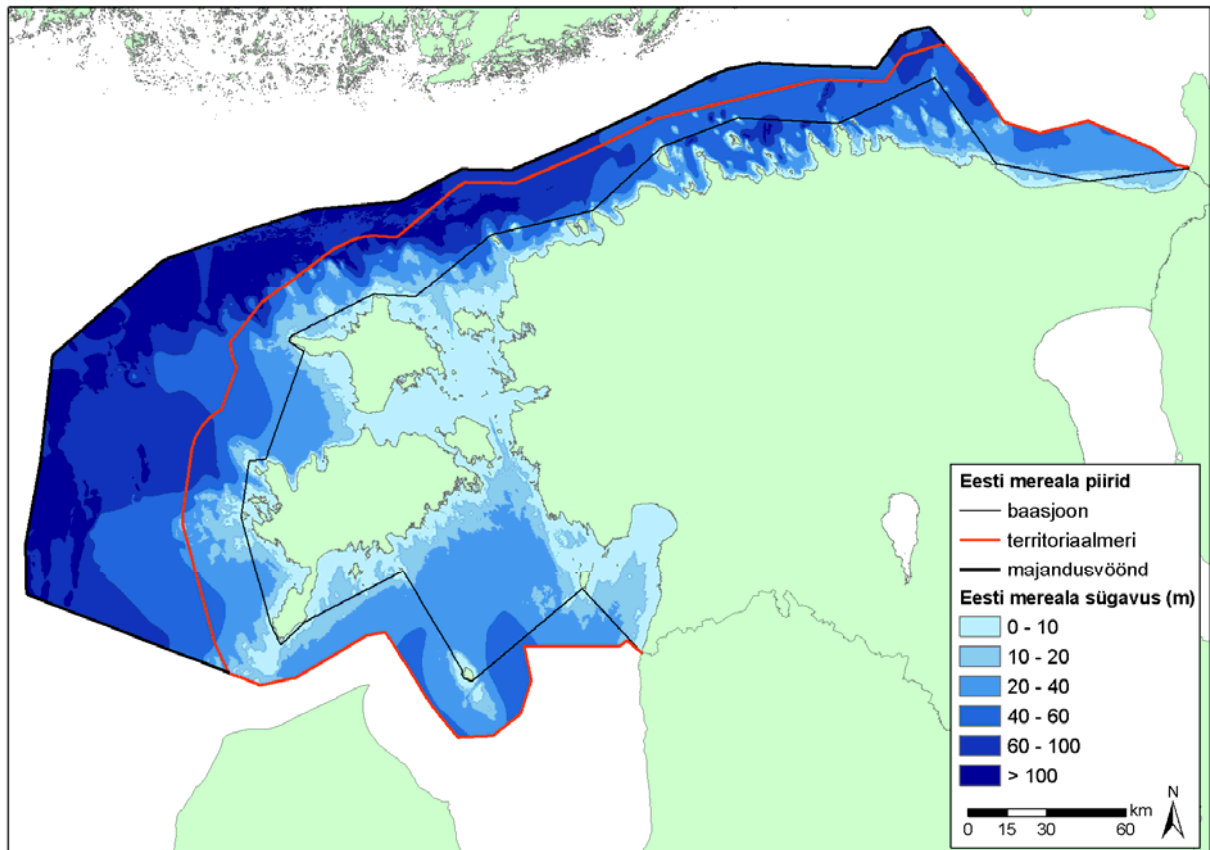 Eesti mereala piirid
baasjoon
territoriaalmeri
majandusvöönd
Eesti mereala sügavus (m)
0 - 10
10 - 20
20 - 40
40 - 60
60 - 100
> 100
N
km
0 15 30 60